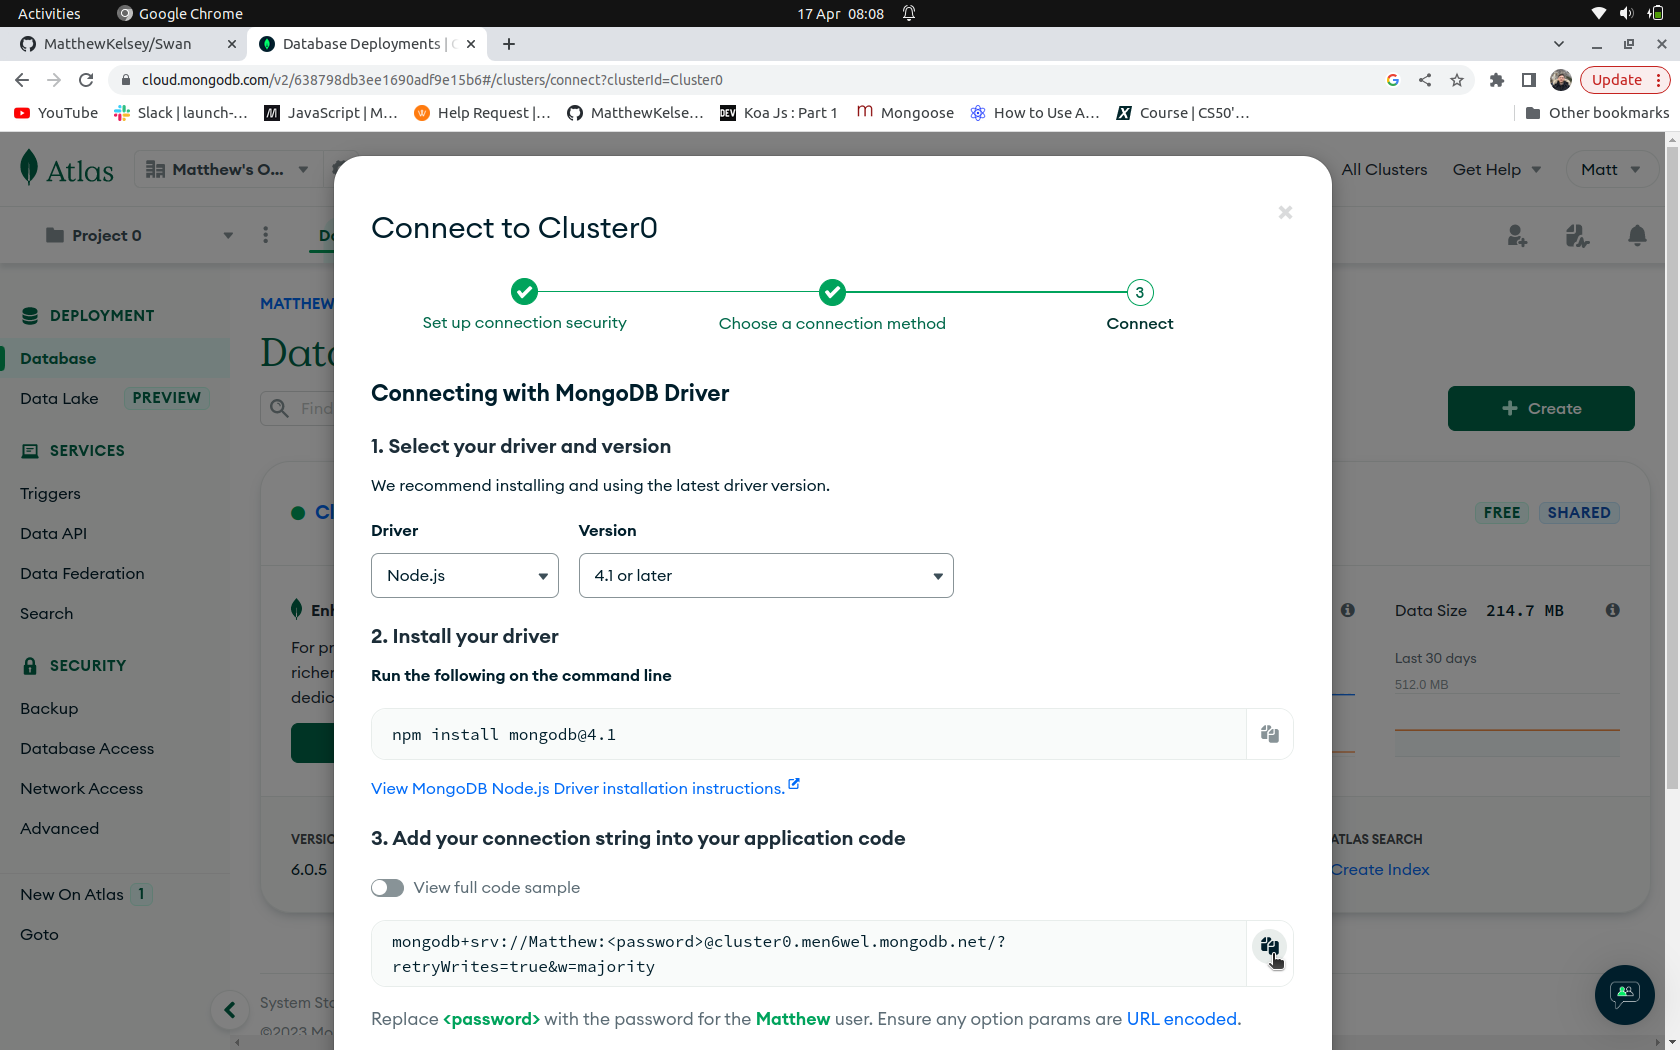 Activities
Google Chrome
17 Apr 08:08
MatthewKelsey/Swan
Database Deployments | C
cloud.mongodb.com/v2/638798db3ee1690adf9e15b6#/clusters/connect?clusterId=Cluster0
Update
YouTube
Slack | launch-...
JavaScript | M...
Help Request |...
MatthewKelse...
DEV
Koa Js : Part 1
Mongoose
How to Use A...
Course | CS50'...
Other bookmarks
Atlas
Matthew's O...
All Clusters
Get Help
Matt
Project 0
DEPLOYMENT
Database
Data Lake
PREVIEW
SERVICES
Triggers
Data API
Data Federation
Search
SECURITY
Backup
Database Access
Network Access
Advanced
New On Atlas
1
Goto
MATTHEW
Data
Find
Create
FREE
SHARED
Data Size 214.7 MB
Last 30 days
512.0 MB
For pr
richer
dedic
VERSIO
6.0.5
ATLAS SEARCH
Create Index
System Sta
©2023 Mo
Connect to Cluster0
3
Set up connection security
Choose a connection method
Connect
Connecting with MongoDB Driver
1. Select your driver and version
We recommend installing and using the latest driver version.
Driver
Version
Node.js
4.1 or later
2. Install your driver
Run the following on the command line
npm install mongodb@4.1
View MongoDB Node.js Driver installation instructions.
3. Add your connection string into your application code
View full code sample
mongodb+srv://Matthew:<password>@cluster0.men6wel.mongodb.net/?
retryWrites=true&w=majority
Replace <password> with the password for the Matthew user. Ensure any option params are URL encoded.